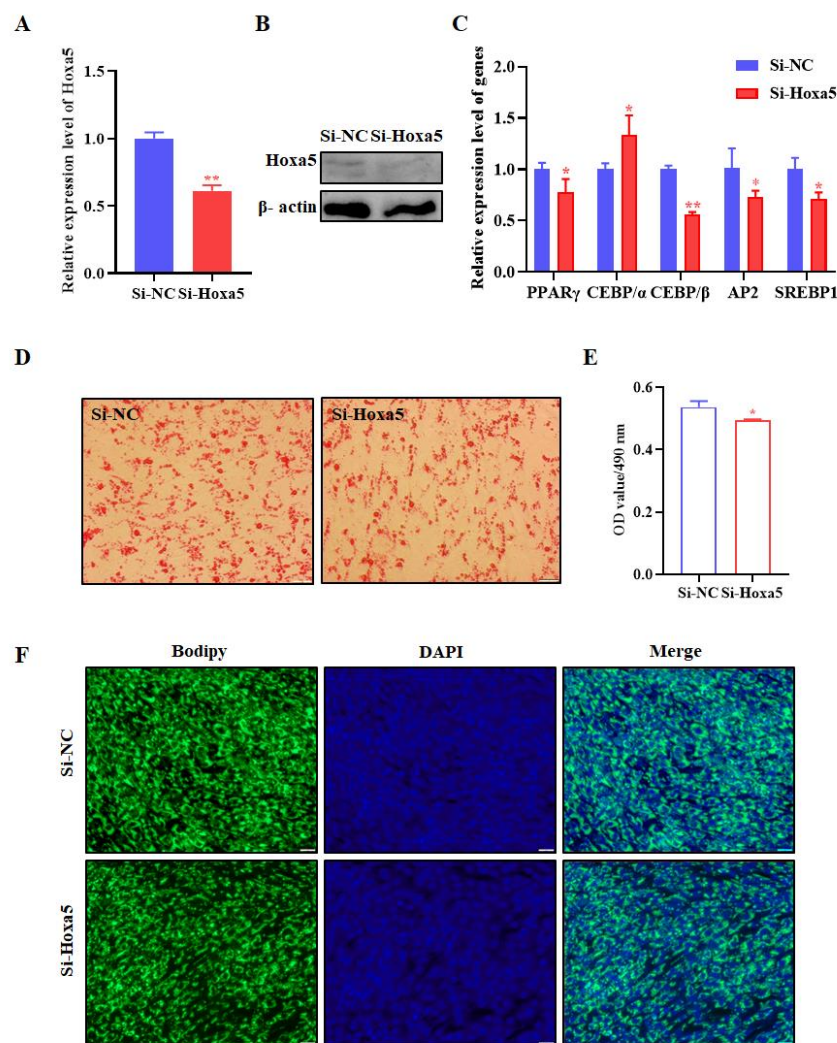 A
Relative expression level of Hoxa5
1.5
1.0
0.5
0.0
**
Si-NC Si-Hoxa5
B
Si-NC Si-Hoxa5
Hoxa5
β- actin
C
Relative expression level of genes
2.0
1.5
1.0
0.5
0.0
Si-NC
Si-Hoxa5
*
*
**
*
*
PPARγ CEBP/α CEBP/β AP2 SREBP1
D
Si-NC
Si-Hoxa5
E
OD value/490 nm
0.6
0.4
0.2
0.0
*
Si-NC Si-Hoxa5
F
Bodipy DAPI Merge
Si-NC
Si-Hoxa5